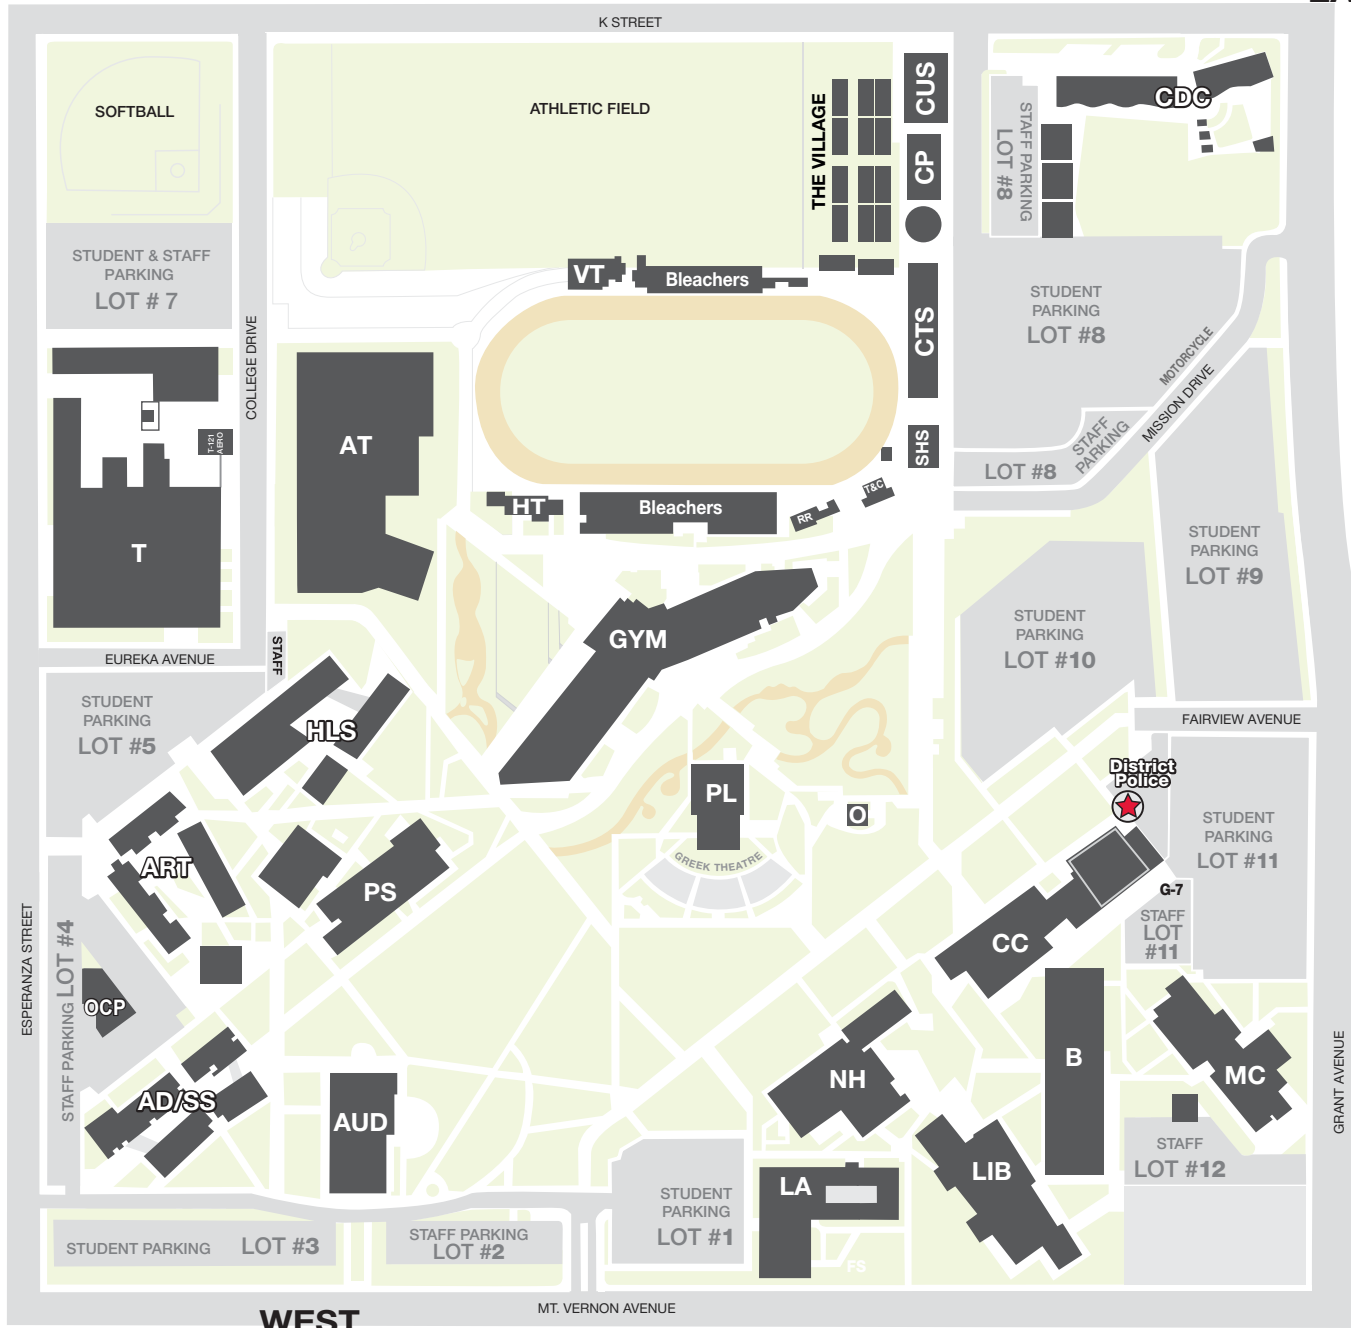 K STREET
SOFTBALL
ATHLETIC FIELD
THE VILLAGE
CUS
CP
CDC
STAFF PARKING
LOT #8
STUDENT & STAFF
PARKING
LOT # 7
VT
Bleachers
CTS
STUDENT
PARKING
LOT #8
MOTORCYCLE
MISSION DRIVE
COLLEGE DRIVE
T-121
AERO
AT
SHS
STAFF
PARKING
LOT #8
T
HT
Bleachers
RR
T&C
STUDENT
PARKING
LOT #9
STUDENT
PARKING
LOT #10
GYM
STAFF
EUREKA AVENUE
STUDENT
PARKING
LOT #5
HLS
FAIRVIEW AVENUE
District
Police
PL
O
GREEK THEATRE
STUDENT
PARKING
LOT #11
ART
PS
G-7
STAFF
LOT
#11
CC
ESPERANZA STREET
STAFF PARKING LOT #4
OCP
B
NH
MC
GRANT AVENUE
AD/SS
AUD
STAFF
LOT #12
LA
LIB
STUDENT
PARKING
LOT #1
STUDENT PARKING LOT #3
STAFF PARKING
LOT #2
FS
MT. VERNON AVENUE
WEST